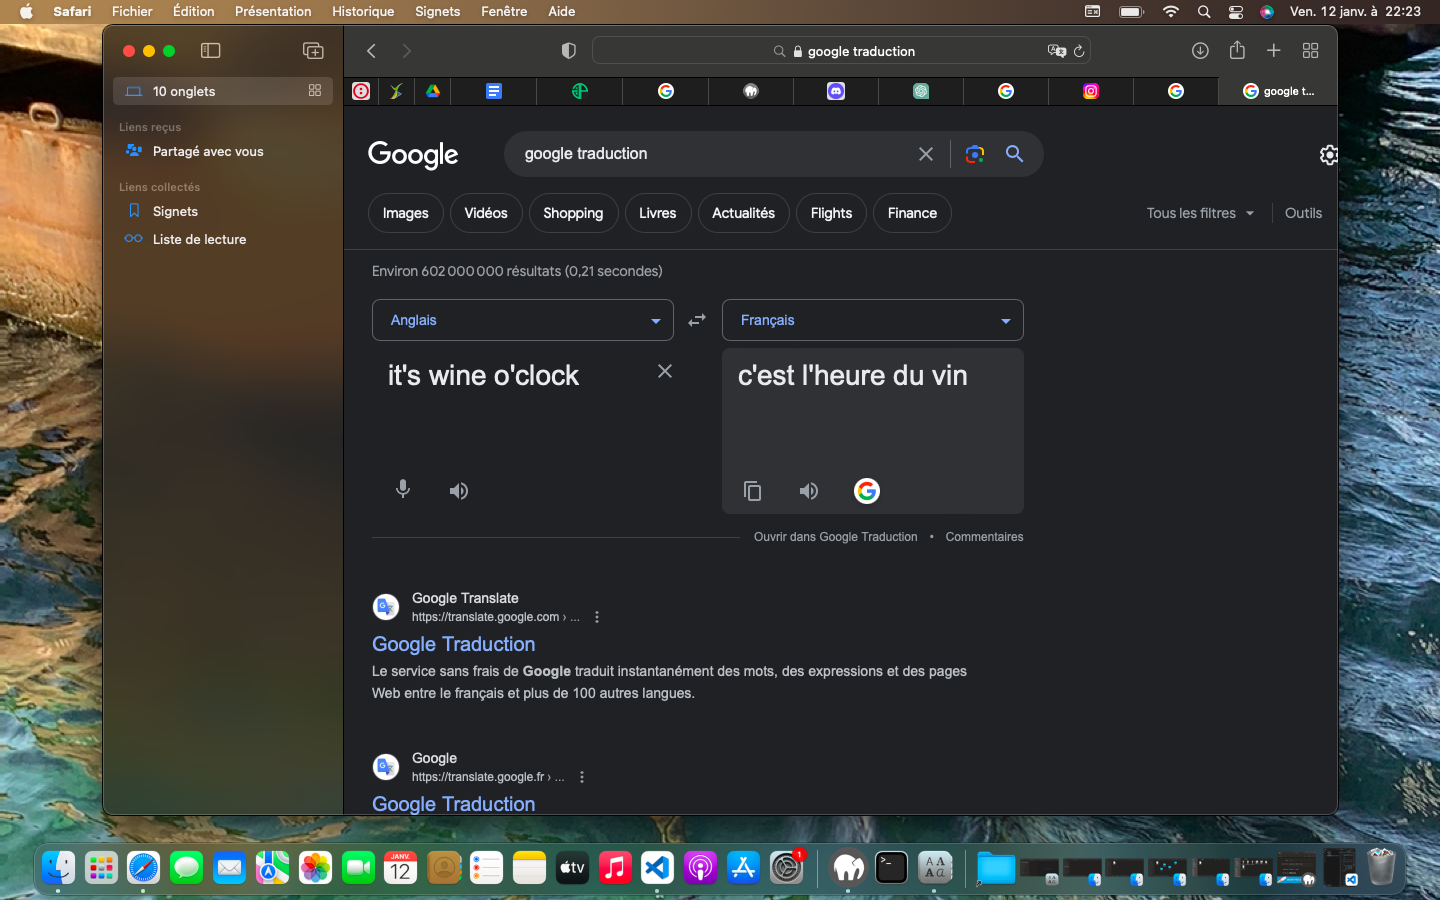 Safari Fichier Édition Présentation Historique Signets Fenêtre Aide Ven. 12 janv. à 22:23
google traduction
10 onglets
google t...
Liens reçus
Partagé avec vous
Liens collectés
Signets
Liste de lecture
Google
google traduction
Images Vidéos Shopping Livres Actualités Flights Finance Tous les filtres Outils
Environ 602 000 000 résultats (0,21 secondes)
Anglais Français
it's wine o'clock c'est l'heure du vin
Ouvrir dans Google Traduction • Commentaires
Google Translate
https://translate.google.com › ...
Google Traduction
Le service sans frais de Google traduit instantanément des mots, des expressions et des pages
Web entre le français et plus de 100 autres langues.
Google
https://translate.google.fr › ...
Google Traduction
JANV.
12
tv
1